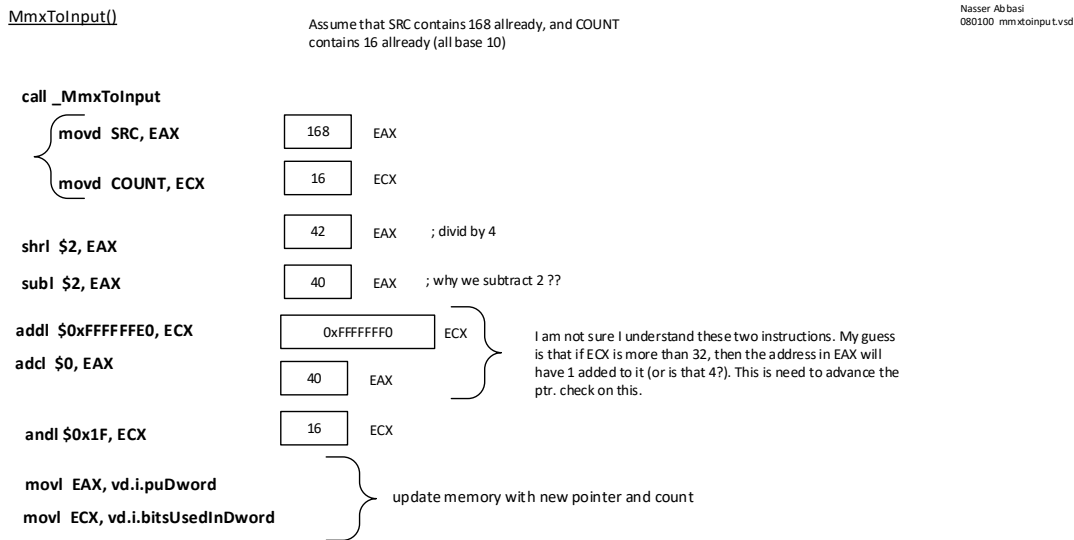 MmxToInput()
Assume that SRC contains 168 allready, and COUNT
contains 16 allready (all base 10)
Nasser Abbasi
080100 mmxtoinput.vsd
call _MmxToInput
movd SRC, EAX
168
EAX
movd COUNT, ECX
16
ECX
shrl $2, EAX
42
EAX
; divid by 4
subl $2, EAX
40
EAX
; why we subtract 2 ??
addl $0xFFFFFFE0, ECX
0xFFFFFFF0
ECX
adcl $0, EAX
40
EAX
I am not sure I understand these two instructions. My guess
is that if ECX is more than 32, then the address in EAX will
have 1 added to it (or is that 4?). This is need to advance the
ptr. check on this.
andl $0x1F, ECX
16
ECX
movl EAX, vd.i.puDword
movl ECX, vd.i.bitsUsedInDword
update memory with new pointer and count